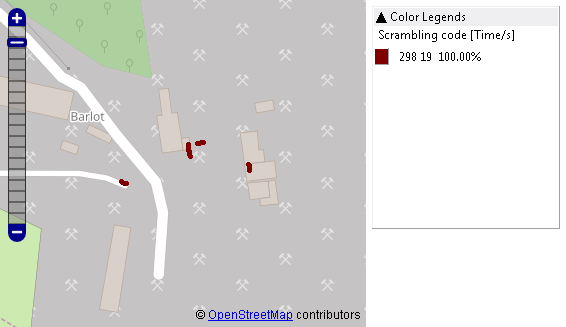 Barlot
© OpenStreetMap contributors
▲ Color Legends
Scrambling code [Time/s]
298 19 100.00%